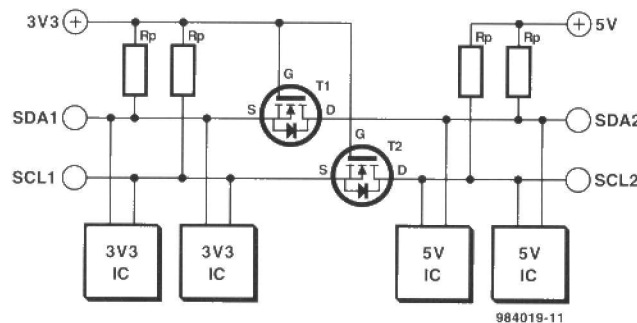 3V3 + Rp Rp Rp Rp + 5V
G T1
SDA1 S D SDA2
G T2
SCL1 S D SCL2
3V3 IC
3V3 IC
5V IC
5V IC
984019-11